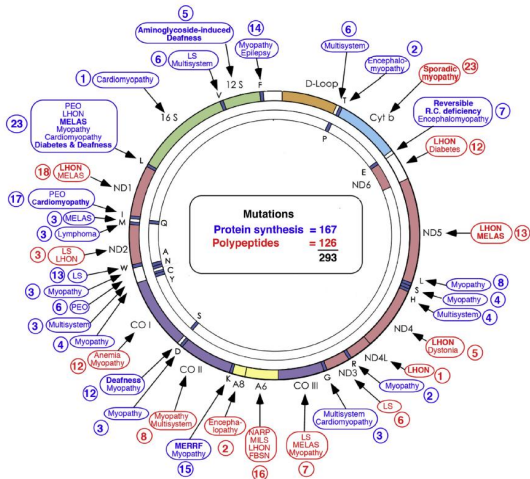 5
Aminoglycoside-induced
Deafness
14
Myopathy
Epilepsy
6
Multisystem
2
Encephalo-
myopathy
23
Sporadic
myopathy
7
Reversible
R.C. deficiency
Encephalomyopathy
12
LHON
Diabetes
6
LS
Multisystem
1
Cardiomyopathy
23
PEO
LHON
MELAS
Myopathy
Cardiomyopathy
Diabetes & Deafness
18
LHON
MELAS
17
PEO
Cardiomyopathy
3
MELAS
3
Lymphoma
3
LS
LHON
13
LS
3
Myopathy
6
PEO
3
Multisystem
4
Myopathy
12
Anemia
Myopathy
12
Deafness
Myopathy
3
Myopathy
8
Myopathy
Multisystem
15
MERRF
Myopathy
2
Encepha-
lopathy
16
NARP
MILS
LHON
FBSN
7
LS
MELAS
Myopathy
3
Multisystem
Cardiomyopathy
6
LS
2
Myopathy
1
LHON
5
LHON
Dystonia
4
Multisystem
4
Myopathy
8
Myopathy
13
LHON
MELAS
D-Loop
T
Cyt b
P
E
ND6
ND5
L
S
H
ND4
ND4L
R
ND3
G
CO III
A6
A8
K
CO II
D
S
CO I
Y
C
N
A
W
ND2
M
I
Q
ND1
L
16 S
V
12 S
F
Mutations
Protein synthesis = 167
Polypeptides = 126
293